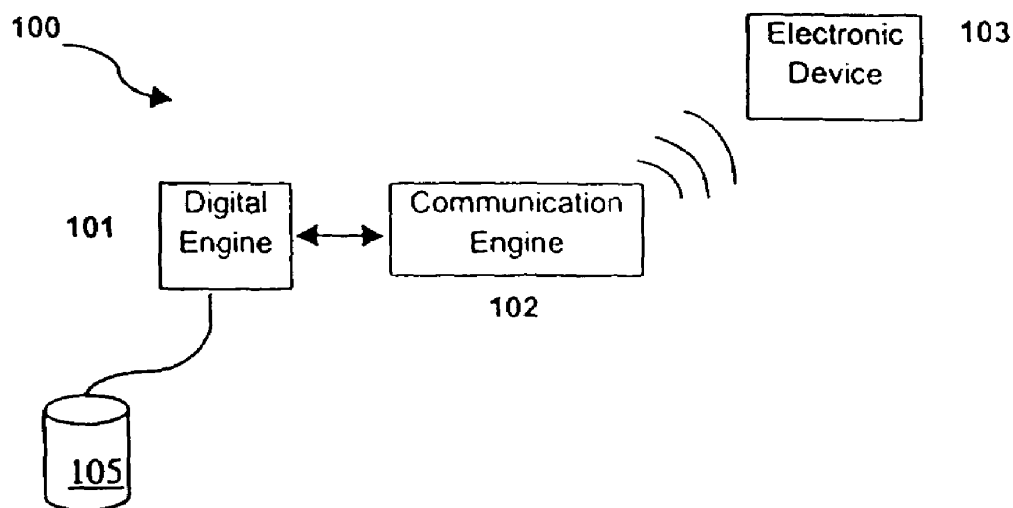 100
Electronic
Device
103
101
Digital
Engine
Communication
Engine
102
105